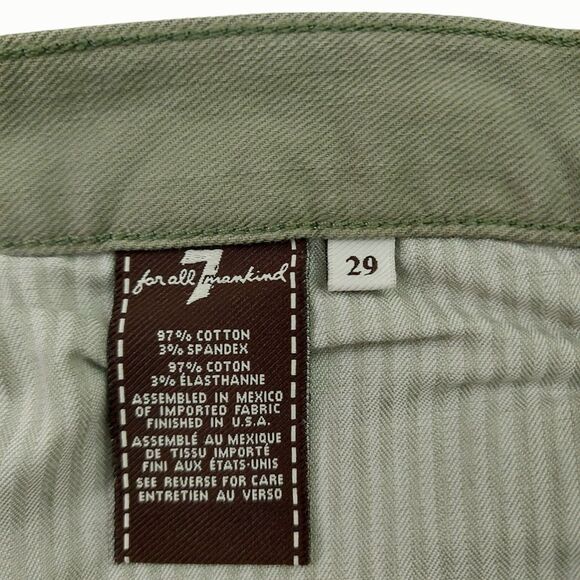 7
for all mankind
29
97% COTTON
3% SPANDEX
97% COTON
3% ÉLASTHANNE
ASSEMBLED IN MEXICO
OF IMPORTED FABRIC
FINISHED IN U.S.A.
ASSEMBLÉ AU MEXIQUE
DE TISSU IMPORTÉ
FINI AUX ÉTATS-UNIS
SEE REVERSE FOR CARE
ENTRETIEN AU VERSO